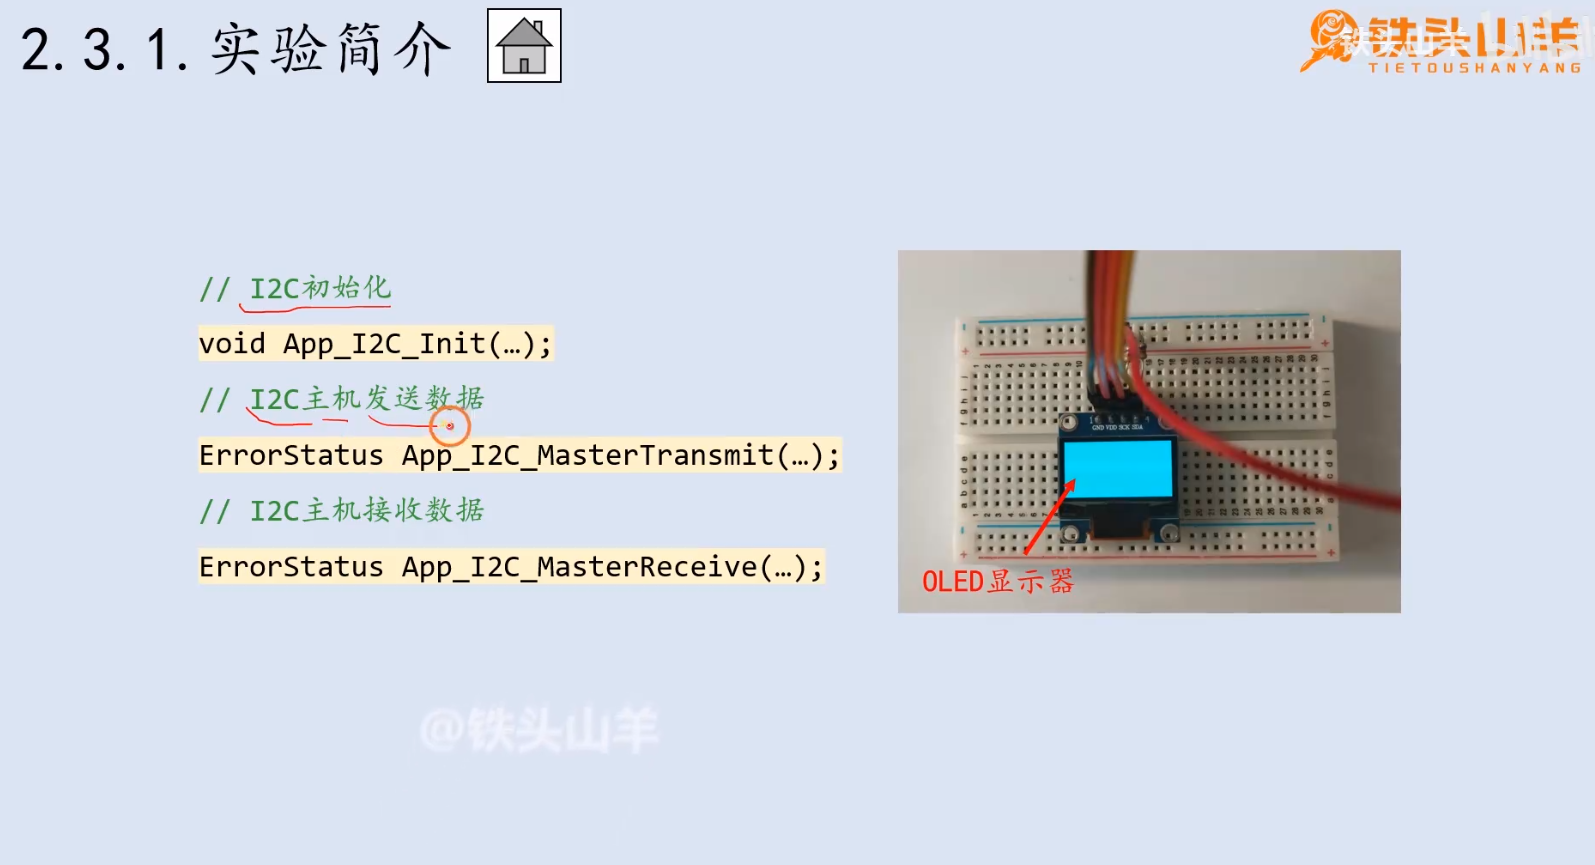 2.3.1.实验简介
铁头山羊
TIETOUSHANYANG
// I2C初始化
void App_I2C_Init(…);
// I2C主机发送数据
ErrorStatus App_I2C_MasterTransmit(…);
// I2C主机接收数据
ErrorStatus App_I2C_MasterReceive(…);
GND VDD SCK SDA
OLED显示器
@铁头山羊